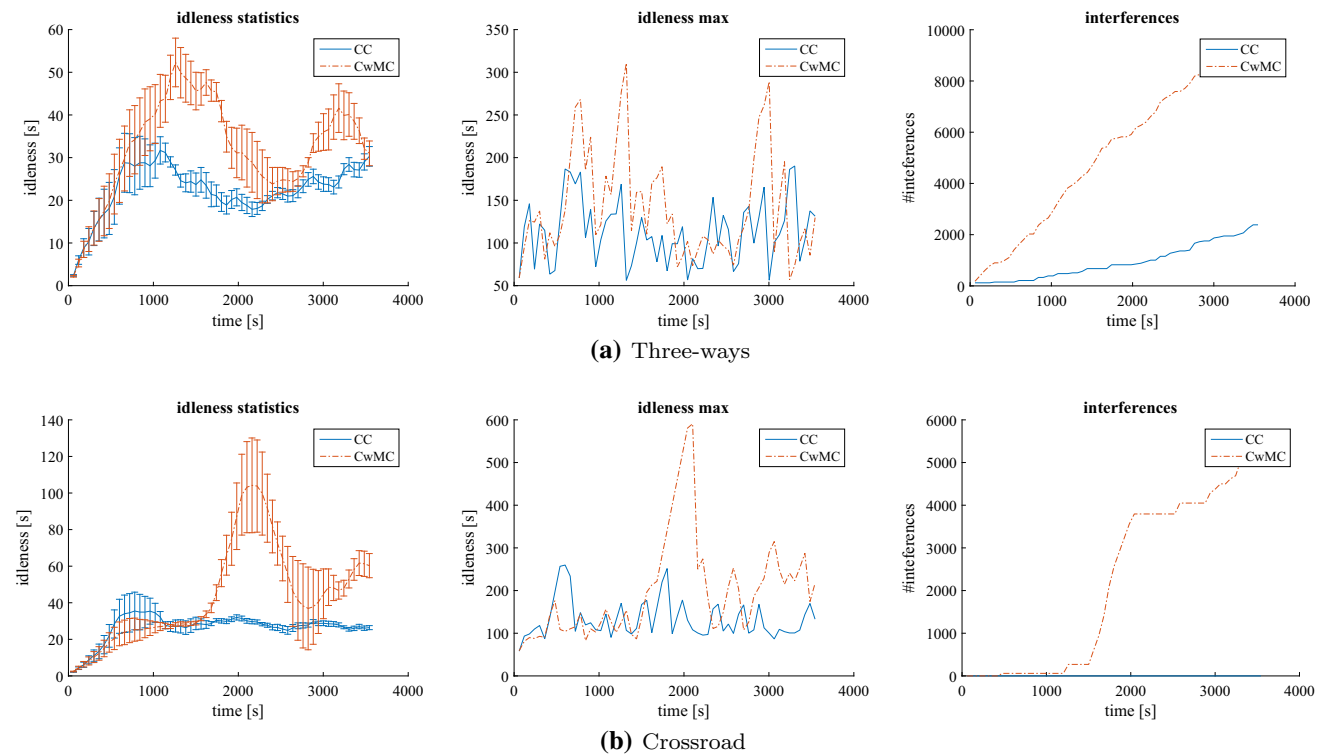 idleness statistics
60
50
40
30
20
10
0
0
1000
2000
3000
4000
idleness [s]
time [s]
CC
CwMC
idleness max
350
300
250
200
150
100
50
0
1000
2000
3000
4000
idleness [s]
time [s]
CC
CwMC
interferences
10000
8000
6000
4000
2000
0
0
1000
2000
3000
4000
#inteferences
time [s]
CC
CwMC
(a) Three-ways
idleness statistics
140
120
100
80
60
40
20
0
0
1000
2000
3000
4000
idleness [s]
time [s]
CC
CwMC
idleness max
600
500
400
300
200
100
0
0
1000
2000
3000
4000
idleness [s]
time [s]
CC
CwMC
interferences
6000
5000
4000
3000
2000
1000
0
0
1000
2000
3000
4000
#inteferences
time [s]
CC
CwMC
(b) Crossroad